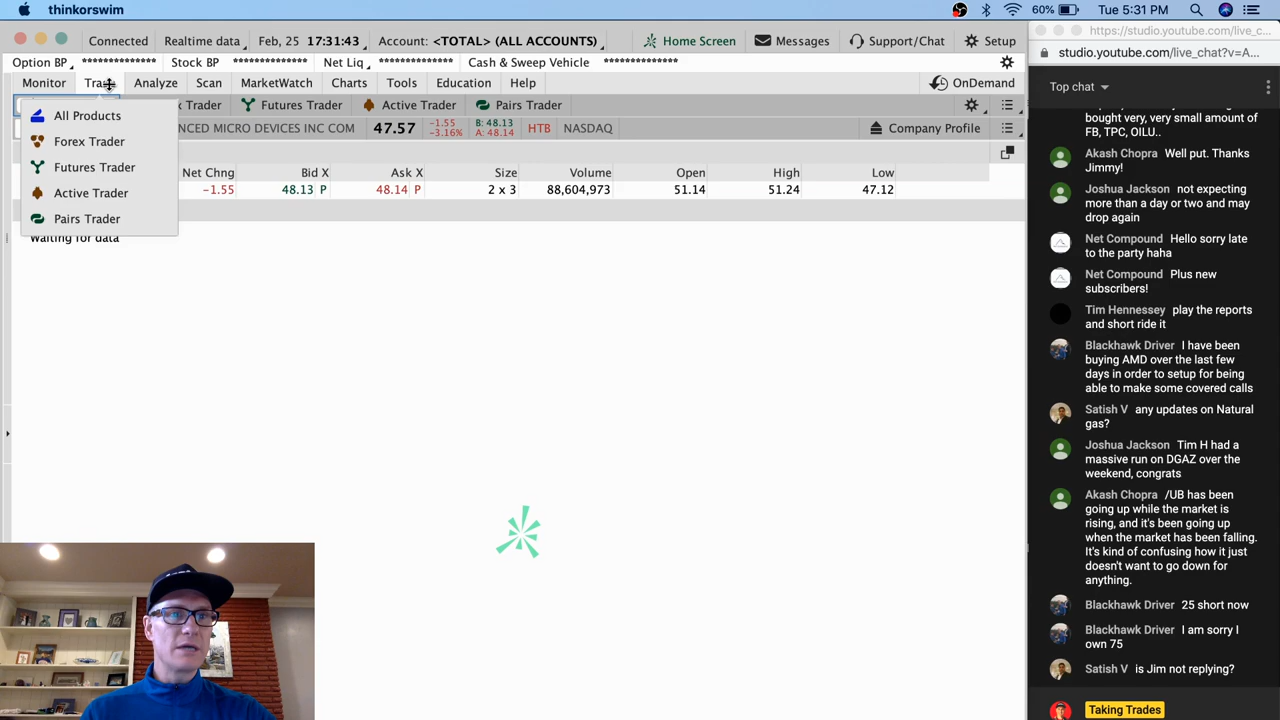 thinkorswim
60%
Tue 5:31 PM
Connected
Realtime data
Feb, 25
17:31:43
Account: <TOTAL> (ALL ACCOUNTS)
Home Screen
Messages
Support/Chat
Setup
Option BP
**************
Stock BP
**************
Net Liq
**************
Cash & Sweep Vehicle
**************
Monitor
Analyze
Scan
MarketWatch
Charts
Tools
Education
Help
OnDemand
x Trader
Futures Trader
Active Trader
Pairs Trader
All Products
Forex Trader
Futures Trader
Active Trader
Pairs Trader
NCED MICRO DEVICES INC COM
47.57
-1.55
-3.16%
B: 48.13
A: 48.14
HTB
NASDAQ
Company Profile
Net Chng
Bid X
Ask X
Size
Volume
Open
High
Low
-1.55
48.13 P
48.14 P
2 x 3
88,604,973
51.14
51.24
47.12
Waiting for data
https://studio.youtube.com/live_c...
studio.youtube.com/live_chat?v=A...
Top chat
bought very, very small amount of
FB, TPC, OILU..
Akash Chopra Well put. Thanks
Jimmy!
Joshua Jackson not expecting
more than a day or two and may
drop again
Net Compound Hello sorry late
to the party haha
Net Compound Plus new
subscribers!
Tim Hennessey play the reports
and short ride it
Blackhawk Driver I have been
buying AMD over the last few
days in order to setup for being
able to make some covered calls
Satish V any updates on Natural
gas?
Joshua Jackson Tim H had a
massive run on DGAZ over the
weekend, congrats
Akash Chopra /UB has been
going up while the market is
rising, and it's been going up
when the market has been falling.
It's kind of confusing how it just
doesn't want to go down for
anything.
Blackhawk Driver 25 short now
Blackhawk Driver I am sorry I
own 75
Satish V is Jim not replying?
Taking Trades